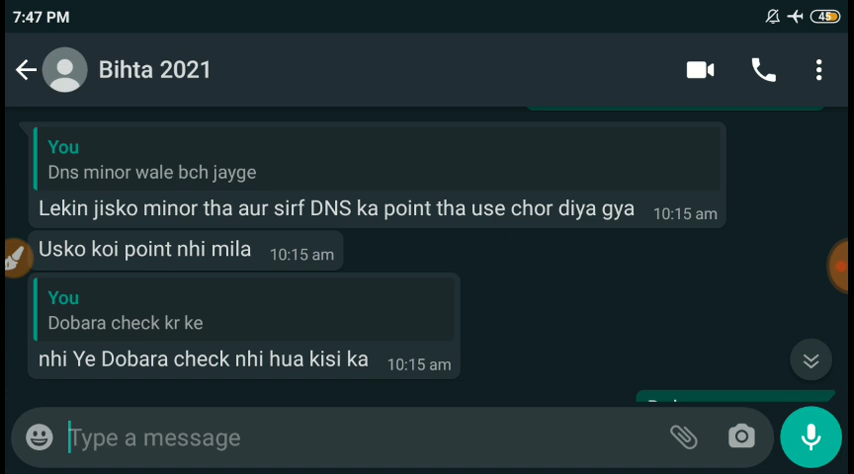 7:47 PM
45
Bihta 2021
You
Dns minor wale bch jayge
Lekin jisko minor tha aur sirf DNS ka point tha use chor diya gya 10:15 am
Usko koi point nhi mila 10:15 am
You
Dobara check kr ke
nhi Ye Dobara check nhi hua kisi ka 10:15 am
Type a message